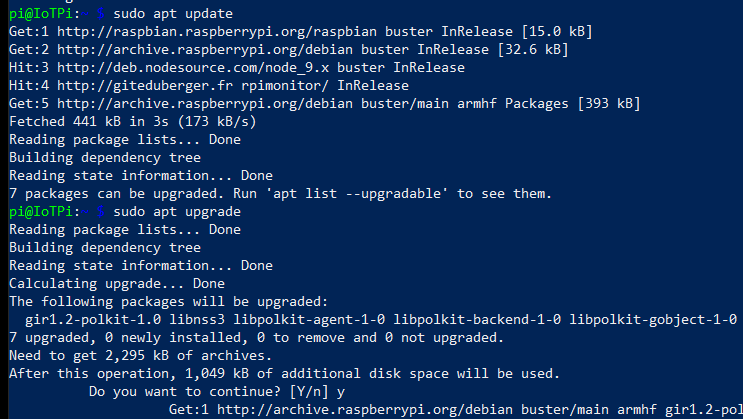 pi@IoTPi:~ $ sudo apt update
Get:1 http://raspbian.raspberrypi.org/raspbian buster InRelease [15.0 kB]
Get:2 http://archive.raspberrypi.org/debian buster InRelease [32.6 kB]
Hit:3 http://deb.nodesource.com/node_9.x buster InRelease
Hit:4 http://giteduberger.fr rpimonitor/ InRelease
Get:5 http://archive.raspberrypi.org/debian buster/main armhf Packages [393 kB]
Fetched 441 kB in 3s (173 kB/s)
Reading package lists... Done
Building dependency tree
Reading state information... Done
7 packages can be upgraded. Run 'apt list --upgradable' to see them.
pi@IoTPi:~ $ sudo apt upgrade
Reading package lists... Done
Building dependency tree
Reading state information... Done
Calculating upgrade... Done
The following packages will be upgraded:
gir1.2-polkit-1.0 libnss3 libpolkit-agent-1-0 libpolkit-backend-1-0 libpolkit-gobject-1-0
7 upgraded, 0 newly installed, 0 to remove and 0 not upgraded.
Need to get 2,295 kB of archives.
After this operation, 1,049 kB of additional disk space will be used.
Do you want to continue? [Y/n] y
Get:1 http://archive.raspberrypi.org/debian buster/main armhf gir1.2-pol